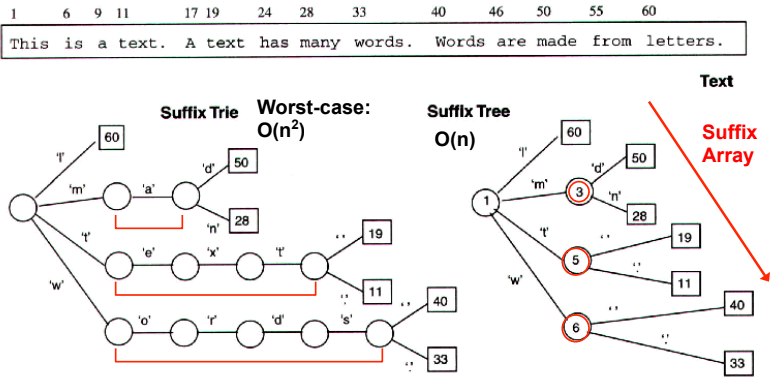 1 6 9 11 17 19 24 28 33 40 46 50 55 60
This is a text. A text has many words. Words are made from letters.
Text
Suffix Trie
Worst-case:
O(n²)
Suffix Tree
O(n)
Suffix
Array
60
'l'
'd'
50
'm'
'a'
'n'
28
't'
'e'
'x'
't'
' '
19
'.'
11
'w'
'o'
'r'
'd'
's'
' '
40
'.'
33
60
'l'
'd'
50
1
'm'
3
'n'
28
't'
' '
19
5
'.'
11
'w'
' '
40
6
'.'
33